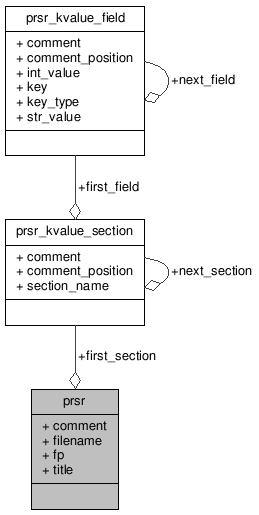 prsr_kvalue_field
+ comment
+ comment_position
+ int_value
+ key
+ key_type
+ str_value
+next_field
+first_field
prsr_kvalue_section
+ comment
+ comment_position
+ section_name
+next_section
+first_section
prsr
+ comment
+ filename
+ fp
+ title